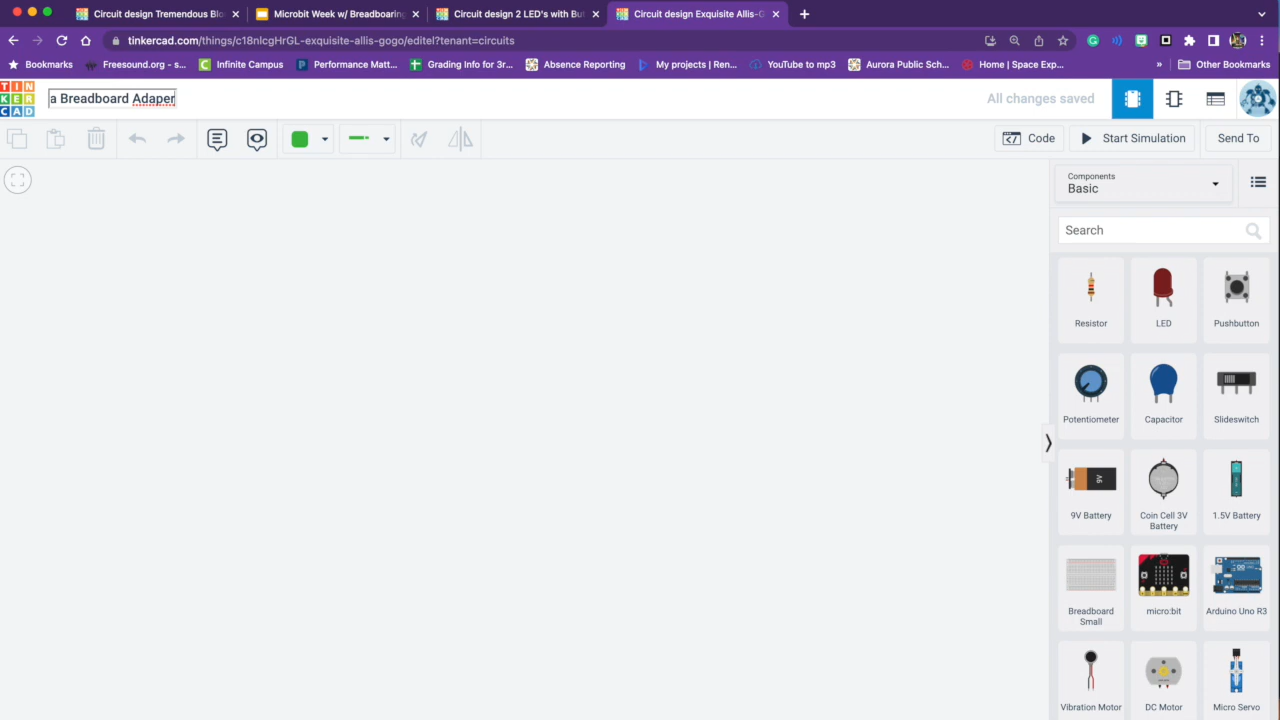 Circuit design Tremendous Blo
Microbit Week w/ Breadboaring
Circuit design 2 LED's with But
Circuit design Exquisite Allis-G
tinkercad.com/things/c18nlcgHrGL-exquisite-allis-gogo/editel?tenant=circuits
Bookmarks
Freesound.org - s...
Infinite Campus
Performance Matt...
Grading Info for 3r...
Absence Reporting
My projects | Ren...
YouTube to mp3
Aurora Public Sch...
Home | Space Exp...
»
Other Bookmarks
TIN
KER
CAD
a Breadboard Adaper
All changes saved
Code
Start Simulation
Send To
Components
Basic
Search
Resistor
LED
Pushbutton
Potentiometer
Capacitor
Slideswitch
9V
9V Battery
Coin Cell 3V
Battery
1.5V Battery
Breadboard
Small
micro:bit
Arduino Uno R3
Vibration Motor
DC Motor
Micro Servo